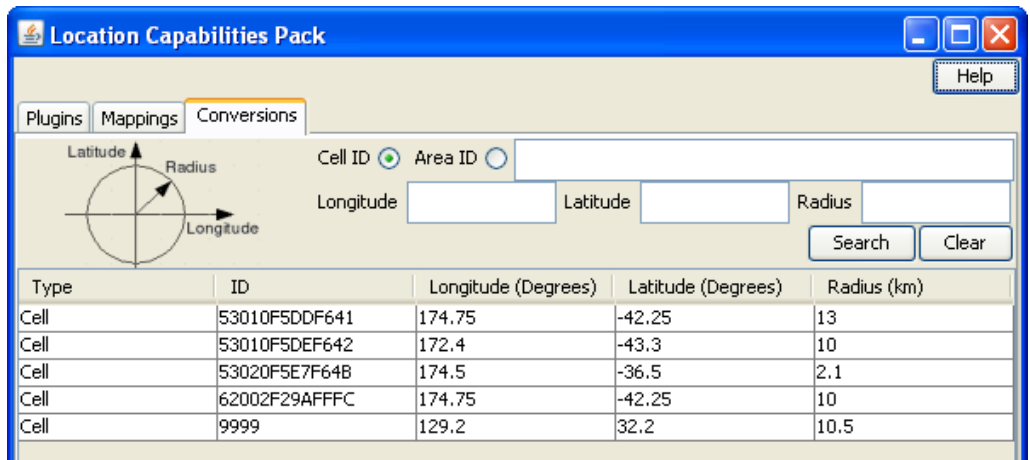 Location Capabilities Pack
Help
Plugins Mappings Conversions
Latitude
Radius
Longitude
Cell ID Area ID
Longitude Latitude Radius
Search Clear
Type ID Longitude (Degrees) Latitude (Degrees) Radius (km)
Cell 53010F5DDF641 174.75 -42.25 13
Cell 53010F5DEF642 172.4 -43.3 10
Cell 53020F5E7F64B 174.5 -36.5 2.1
Cell 62002F29AFFFC 174.75 -42.25 10
Cell 9999 129.2 32.2 10.5